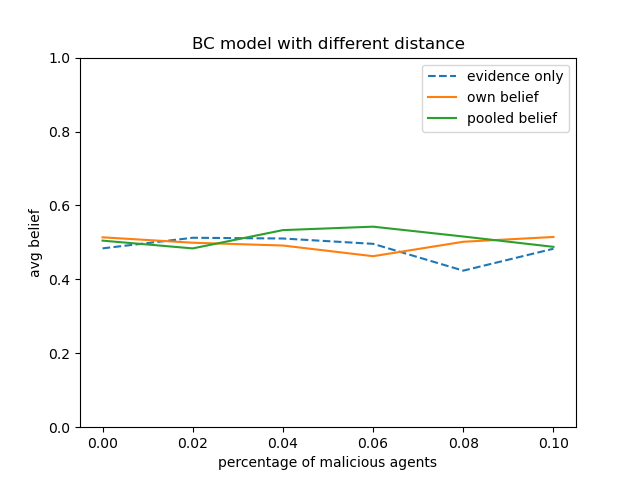 BC model with different distance
evidence only
own belief
pooled belief
avg belief
1.0
0.8
0.6
0.4
0.2
0.0
0.00 0.02 0.04 0.06 0.08 0.10
percentage of malicious agents